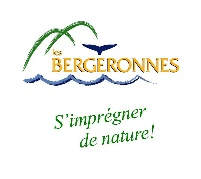 les
BERGERONNES
S'imprégner
de nature!